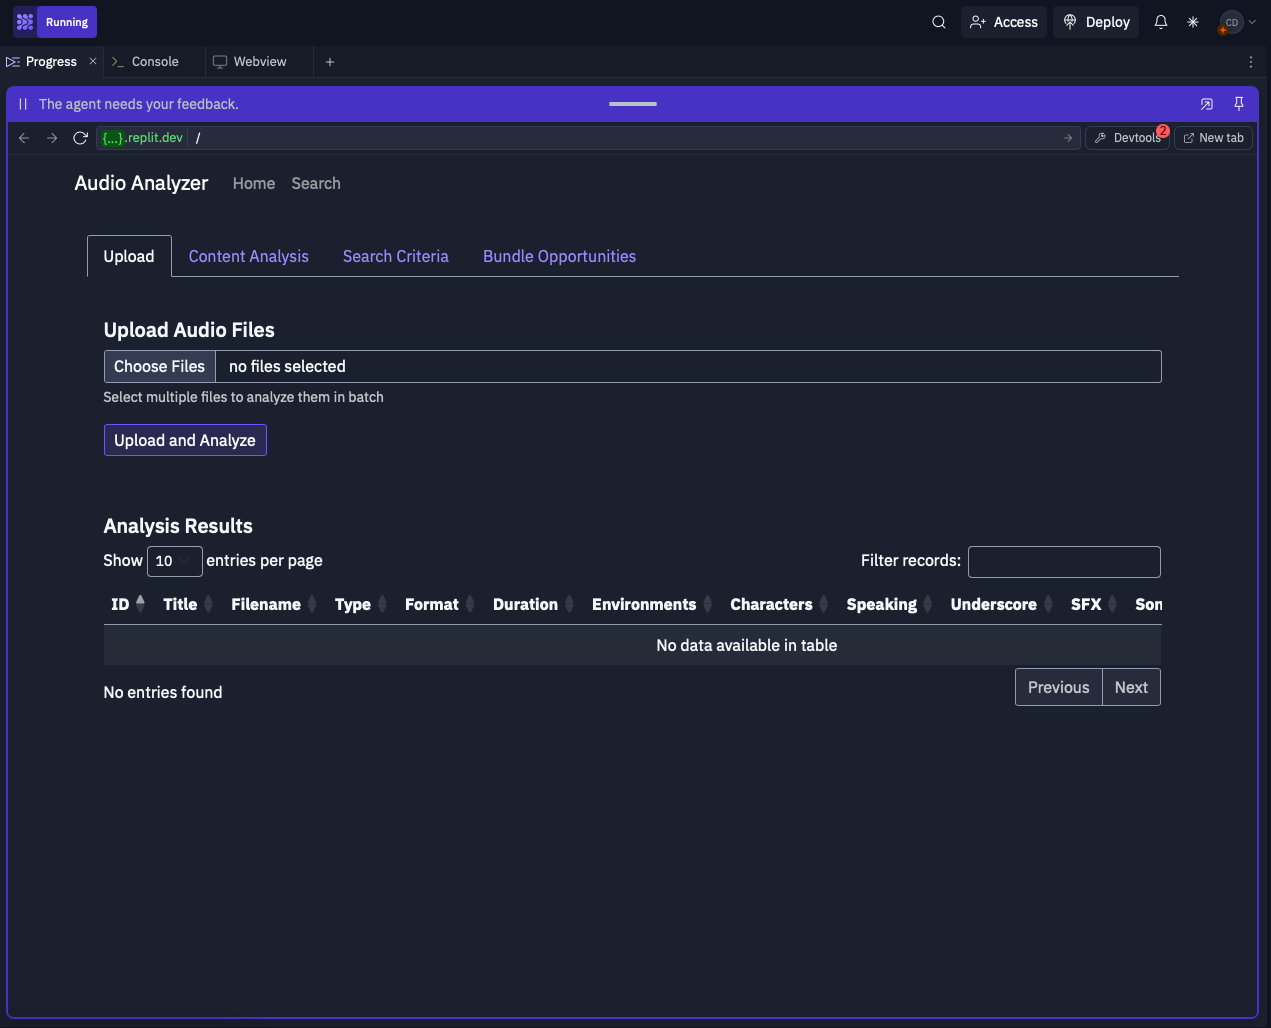 Running
Access
Deploy
CD
Progress
Console
Webview
The agent needs your feedback.
{...}.replit.dev /
Devtools
2
New tab
Audio Analyzer Home Search
Upload Content Analysis Search Criteria Bundle Opportunities
Upload Audio Files
Choose Files no files selected
Select multiple files to analyze them in batch
Upload and Analyze
Analysis Results
Show 10 entries per page Filter records:
ID Title Filename Type Format Duration Environments Characters Speaking Underscore SFX Son
No data available in table
No entries found
Previous Next